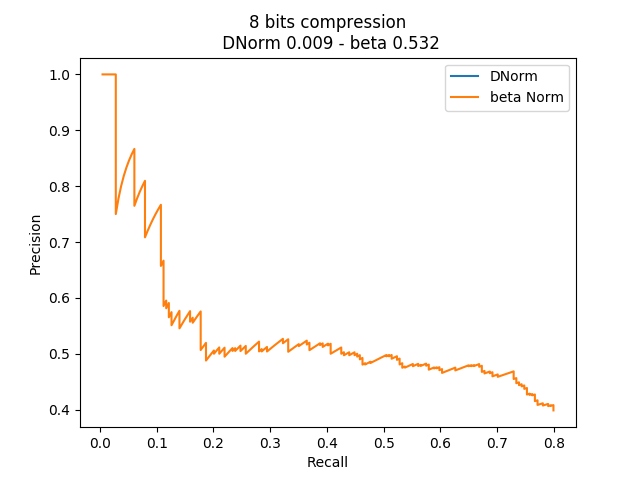 8 bits compression
DNorm 0.009 - beta 0.532
DNorm
beta Norm
1.0
0.9
0.8
0.7
0.6
0.5
0.4
Precision
0.0 0.1 0.2 0.3 0.4 0.5 0.6 0.7 0.8
Recall